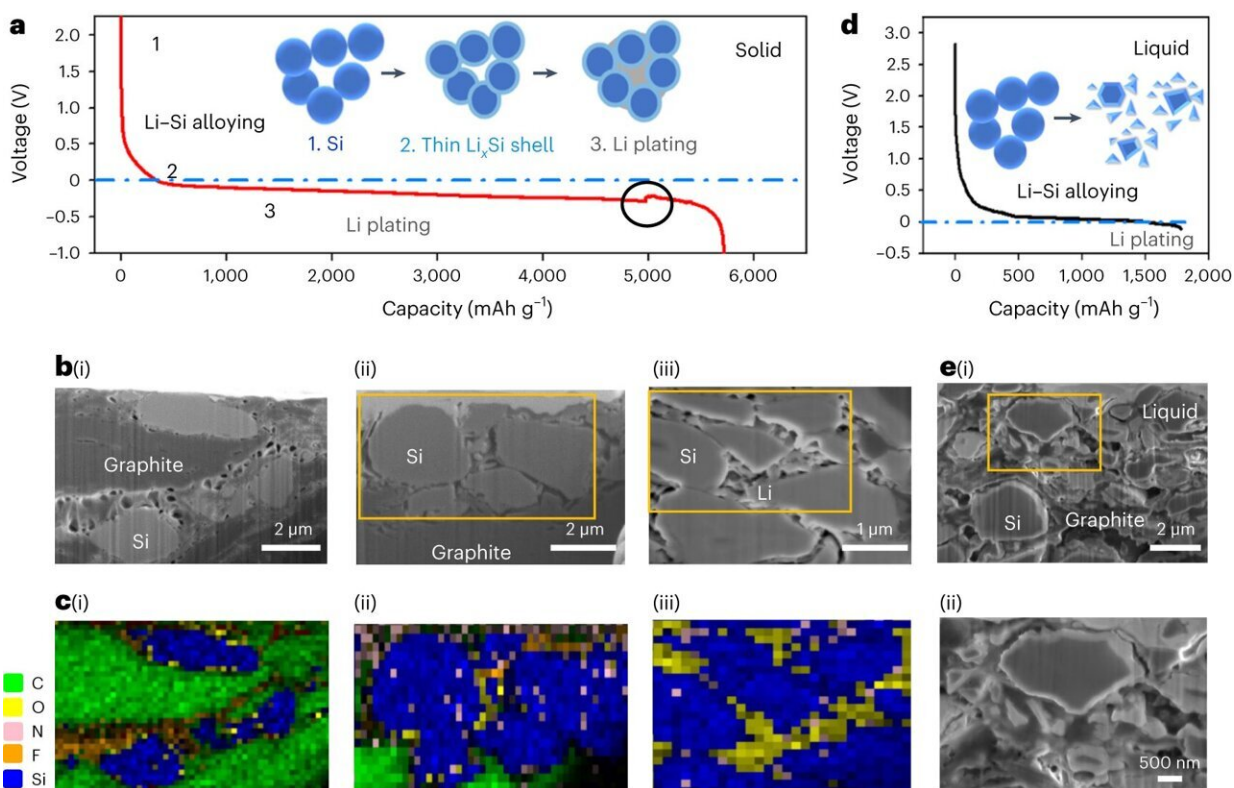 a
2.0
1.5
1.0
0.5
0
–0.5
–1.0
Voltage (V)
1
Solid
Li–Si alloying
1. Si
2. Thin LixSi shell
3. Li plating
2
3
Li plating
0
1,000
2,000
3,000
4,000
5,000
6,000
Capacity (mAh g⁻¹)
d
3.0
2.5
2.0
1.5
1.0
0.5
0
–0.5
Voltage (V)
Liquid
Li–Si alloying
Li plating
0
500
1,000
1,500
2,000
Capacity (mAh g⁻¹)
b(i)
Graphite
Si
2 µm
(ii)
Si
2 µm
Graphite
(iii)
Si
Li
1 µm
e(i)
Liquid
Si
Graphite
2 µm
c(i)
C
O
N
F
Si
(ii)
(iii)
(ii)
500 nm